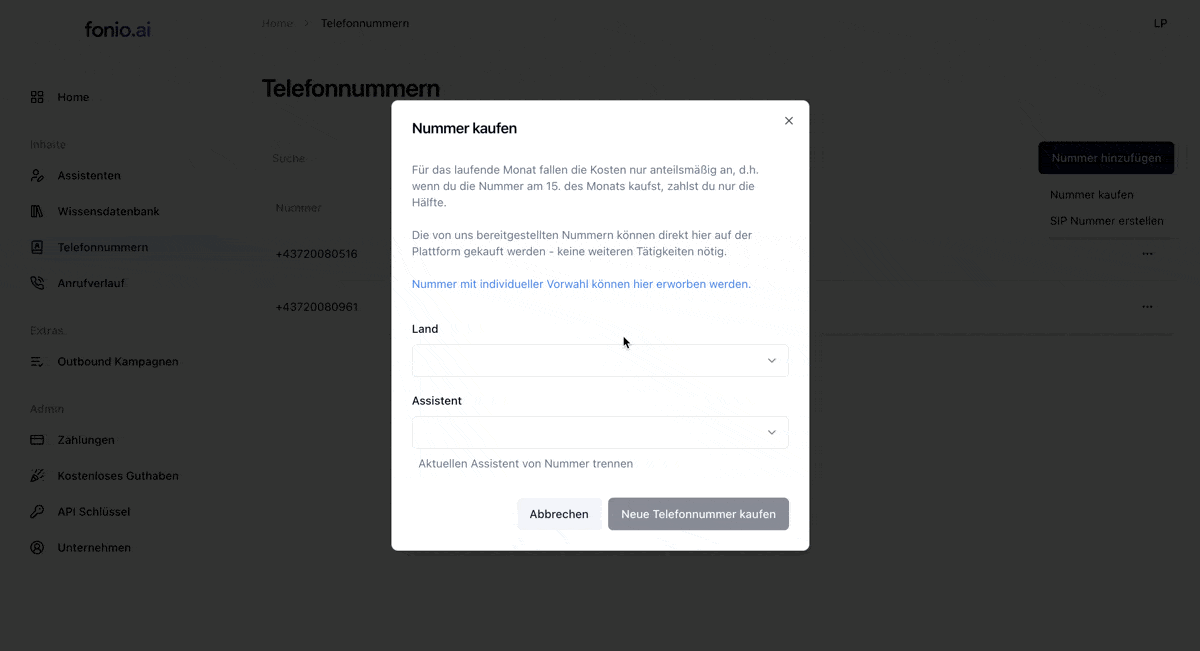 fonio.ai
Home > Telefonnummern
LP
Home
Inhalte
Assistenten
Wissensdatenbank
Telefonnummern
Anrufverlauf
Extras
Outbound Kampagnen
Admin
Zahlungen
Kostenloses Guthaben
API Schlüssel
Unternehmen
Telefonnummern
Suche
Nummer hinzufügen
Nummer kaufen
SIP Nummer erstellen
Nummer
+43720080516
+43720080961
Nummer kaufen
Für das laufende Monat fallen die Kosten nur anteilsmäßig an, d.h.
wenn du die Nummer am 15. des Monats kaufst, zahlst du nur die
Hälfte.
Die von uns bereitgestellten Nummern können direkt hier auf der
Plattform gekauft werden - keine weiteren Tätigkeiten nötig.
Nummer mit individueller Vorwahl können hier erworben werden.
Land
Assistent
Aktuellen Assistent von Nummer trennen
Abbrechen
Neue Telefonnummer kaufen